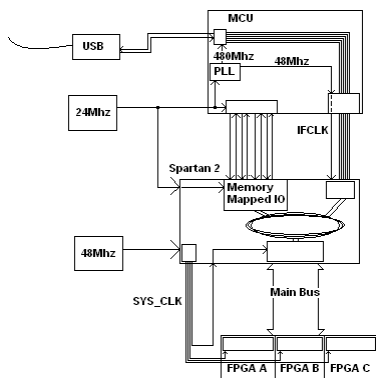 MCU
USB
480Mhz
48Mhz
PLL
24Mhz
IFCLK
Spartan 2
Memory
Mapped IO
48Mhz
SYS_CLK
Main Bus
FPGA A
FPGA B
FPGA C